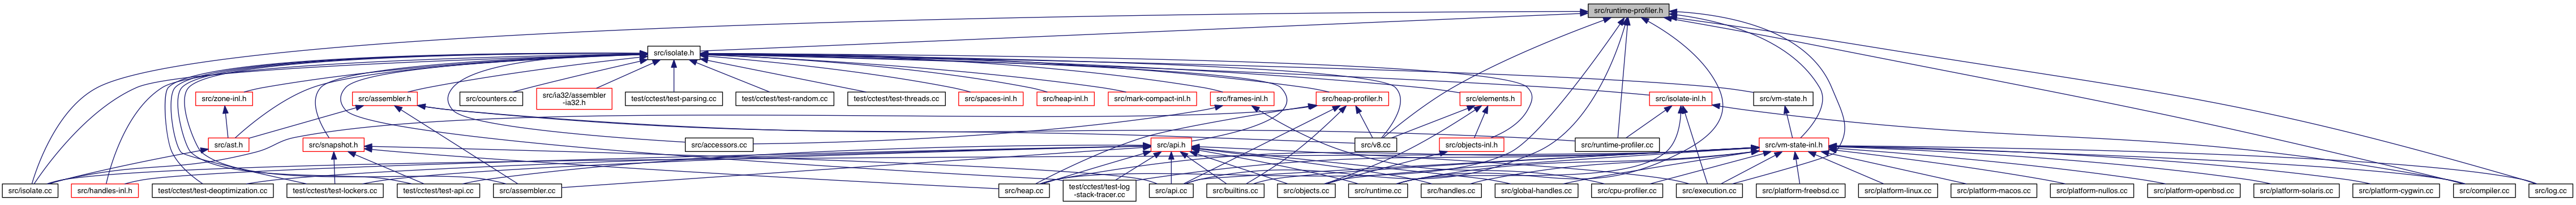 src/runtime-profiler.h
src/isolate.h
src/zone-inl.h
src/assembler.h
src/counters.cc
src/ia32/assembler
-ia32.h
test/cctest/test-parsing.cc
test/cctest/test-random.cc
test/cctest/test-threads.cc
src/spaces-inl.h
src/heap-inl.h
src/mark-compact-inl.h
src/frames-inl.h
src/heap-profiler.h
src/elements.h
src/isolate-inl.h
src/vm-state.h
src/ast.h
src/snapshot.h
src/accessors.cc
src/api.h
src/v8.cc
src/objects-inl.h
src/runtime-profiler.cc
src/vm-state-inl.h
src/isolate.cc
src/handles-inl.h
test/cctest/test-deoptimization.cc
test/cctest/test-lockers.cc
test/cctest/test-api.cc
src/assembler.cc
src/heap.cc
test/cctest/test-log
-stack-tracer.cc
src/api.cc
src/builtins.cc
src/objects.cc
src/runtime.cc
src/handles.cc
src/global-handles.cc
src/cpu-profiler.cc
src/execution.cc
src/platform-freebsd.cc
src/platform-linux.cc
src/platform-macos.cc
src/platform-nullos.cc
src/platform-openbsd.cc
src/platform-solaris.cc
src/platform-cygwin.cc
src/compiler.cc
src/log.cc